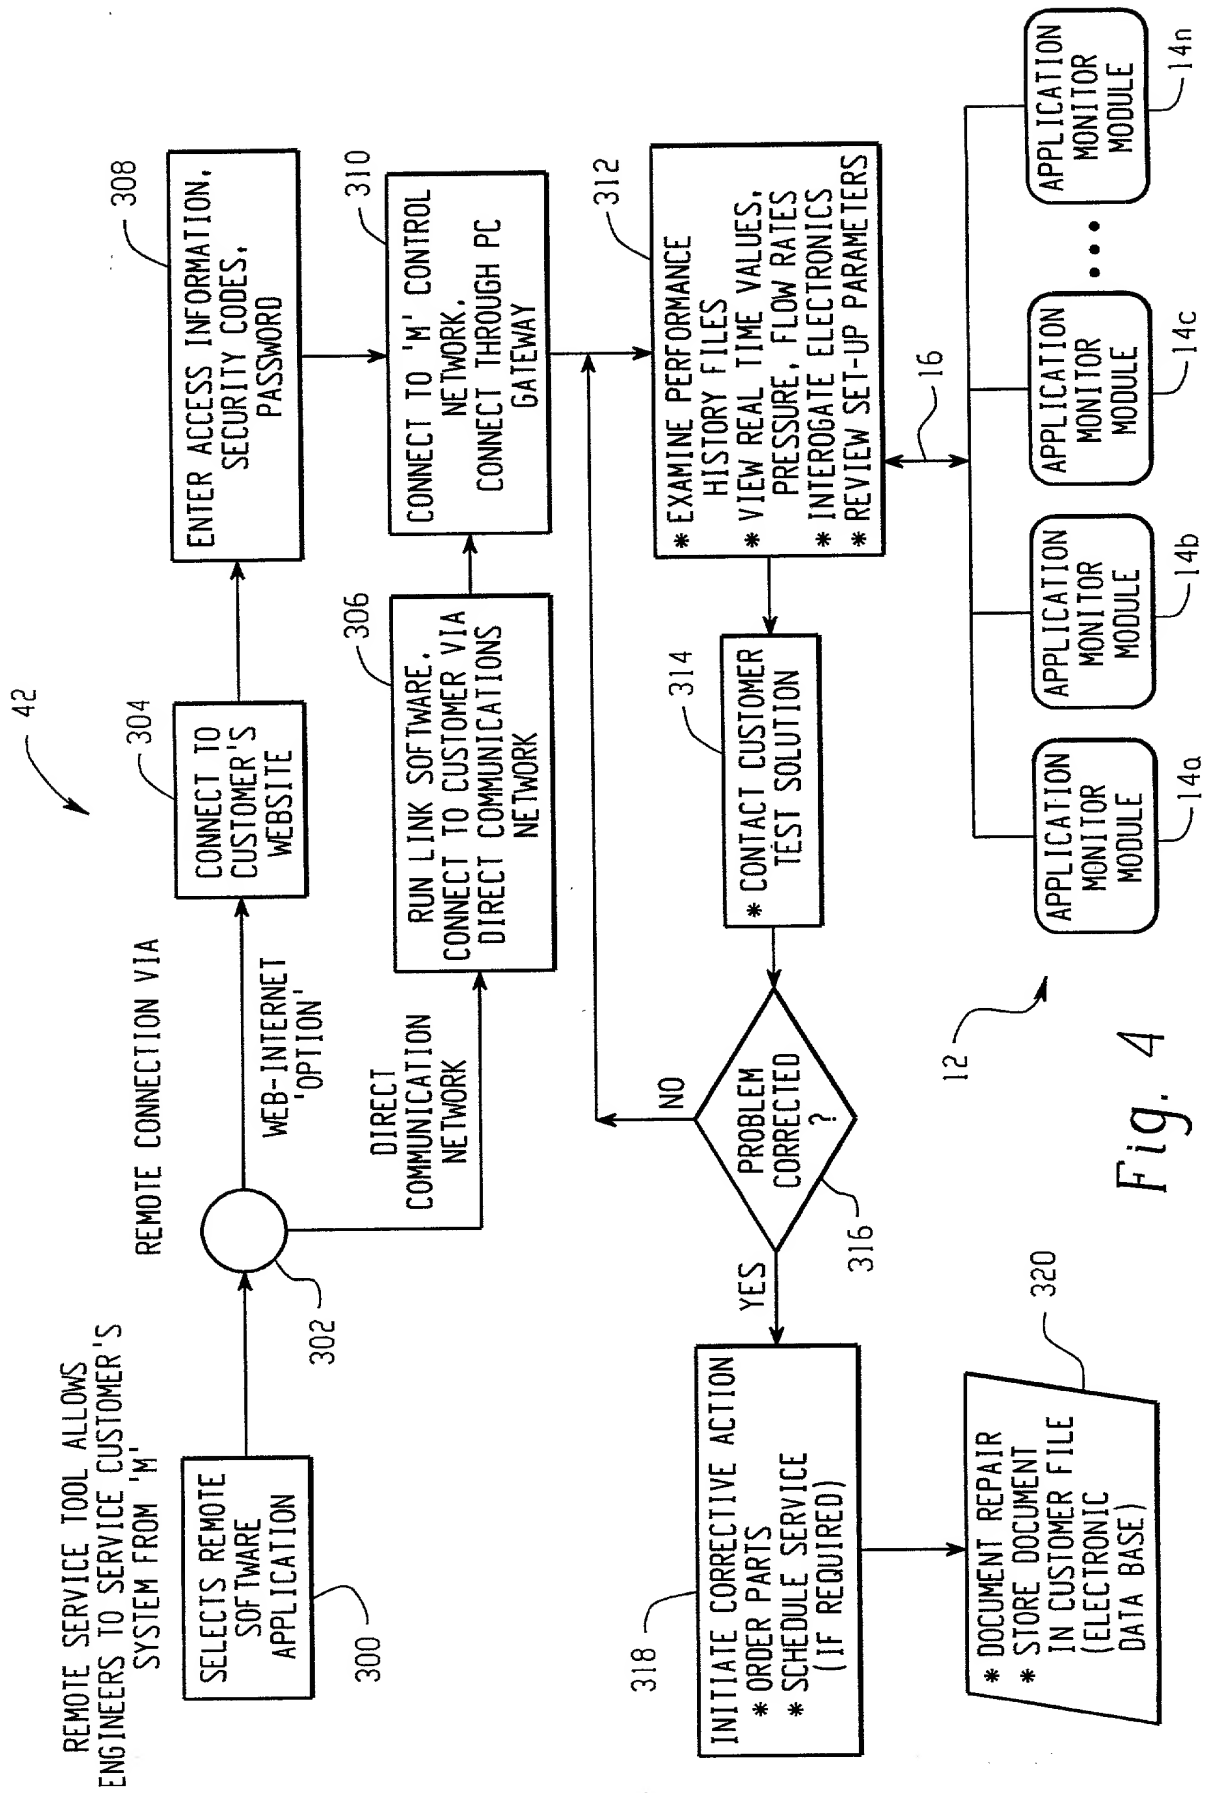 REMOTE SERVICE TOOL ALLOWS
ENGINEERS TO SERVICE CUSTOMER'S
SYSTEM FROM 'M'
42
SELECTS REMOTE
SOFTWARE
APPLICATION
300
302
REMOTE CONNECTION VIA
WEB-INTERNET
'OPTION'
CONNECT TO
CUSTOMER'S
WEBSITE
304
ENTER ACCESS INFORMATION,
SECURITY CODES,
PASSWORD
308
DIRECT
COMMUNICATION
NETWORK
RUN LINK SOFTWARE,
CONNECT TO CUSTOMER VIA
DIRECT COMMUNICATIONS
NETWORK
306
CONNECT TO 'M' CONTROL
NETWORK,
CONNECT THROUGH PC
GATEWAY
310
* EXAMINE PERFORMANCE
HISTORY FILES
* VIEW REAL TIME VALUES,
PRESSURE, FLOW RATES
* INTEROGATE ELECTRONICS
* REVIEW SET-UP PARAMETERS
312
* CONTACT CUSTOMER
TEST SOLUTION
314
PROBLEM
CORRECTED
?
316
NO
YES
INITIATE CORRECTIVE ACTION
* ORDER PARTS
* SCHEDULE SERVICE
(IF REQUIRED)
318
* DOCUMENT REPAIR
* STORE DOCUMENT
IN CUSTOMER FILE
(ELECTRONIC
DATA BASE)
320
16
12
APPLICATION
MONITOR
MODULE
14a
APPLICATION
MONITOR
MODULE
14b
APPLICATION
MONITOR
MODULE
14c
••••
APPLICATION
MONITOR
MODULE
14n
Fig. 4